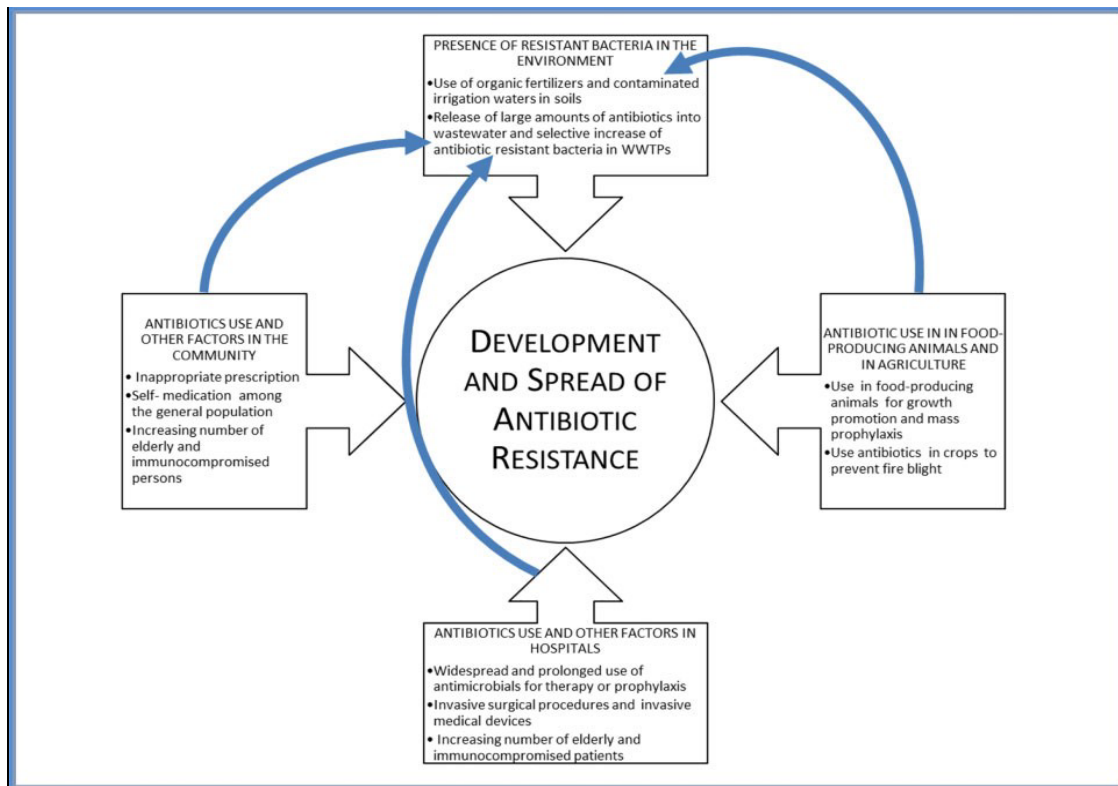 PRESENCE OF RESISTANT BACTERIA IN THE
ENVIRONMENT
•Use of organic fertilizers and contaminated
irrigation waters in soils
•Release of large amounts of antibiotics into
wastewater and selective increase of
antibiotic resistant bacteria in WWTPs
ANTIBIOTICS USE AND
OTHER FACTORS IN THE
COMMUNITY
• Inappropriate prescription
•Self- medication among
the general population
•Increasing number of
elderly and
immunocompromised
persons
DEVELOPMENT
AND SPREAD OF
ANTIBIOTIC
RESISTANCE
ANTIBIOTIC USE IN IN FOOD-
PRODUCING ANIMALS AND
IN AGRICULTURE
•Use in food-producing
animals for growth
promotion and mass
prophylaxis
•Use antibiotics in crops to
prevent fire blight
ANTIBIOTICS USE AND OTHER FACTORS IN
HOSPITALS
•Widespread and prolonged use of
antimicrobials for therapy or prophylaxis
•Invasive surgical procedures and invasive
medical devices
• Increasing number of elderly and
immunocompromised patients